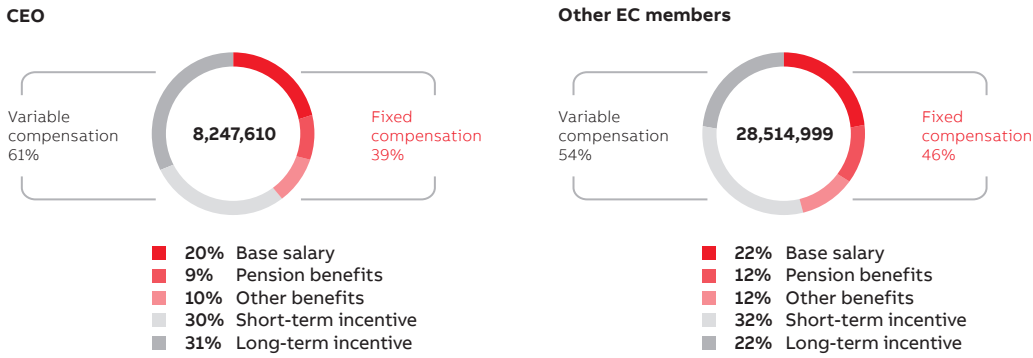 CEO
Variable
compensation
61%
8,247,610
Fixed
compensation
39%
20% Base salary
9% Pension benefits
10% Other benefits
30% Short-term incentive
31% Long-term incentive
Other EC members
Variable
compensation
54%
28,514,999
Fixed
compensation
46%
22% Base salary
12% Pension benefits
12% Other benefits
32% Short-term incentive
22% Long-term incentive